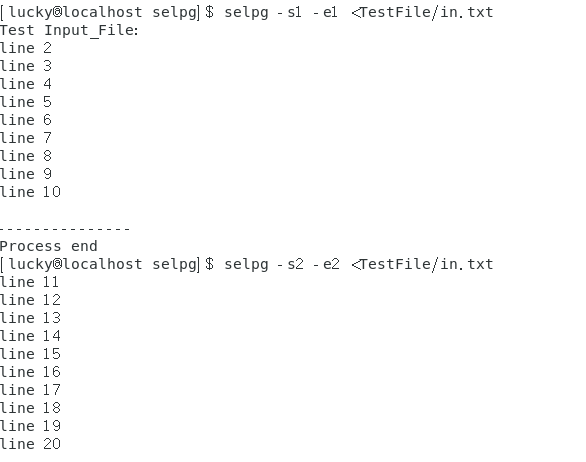 [lucky@localhost selpg]$ selpg -s1 -e1 <TestFile/in.txt
Test Input_File:
line 2
line 3
line 4
line 5
line 6
line 7
line 8
line 9
line 10
---------------
Process end
[lucky@localhost selpg]$ selpg -s2 -e2 <TestFile/in.txt
line 11
line 12
line 13
line 14
line 15
line 16
line 17
line 18
line 19
line 20